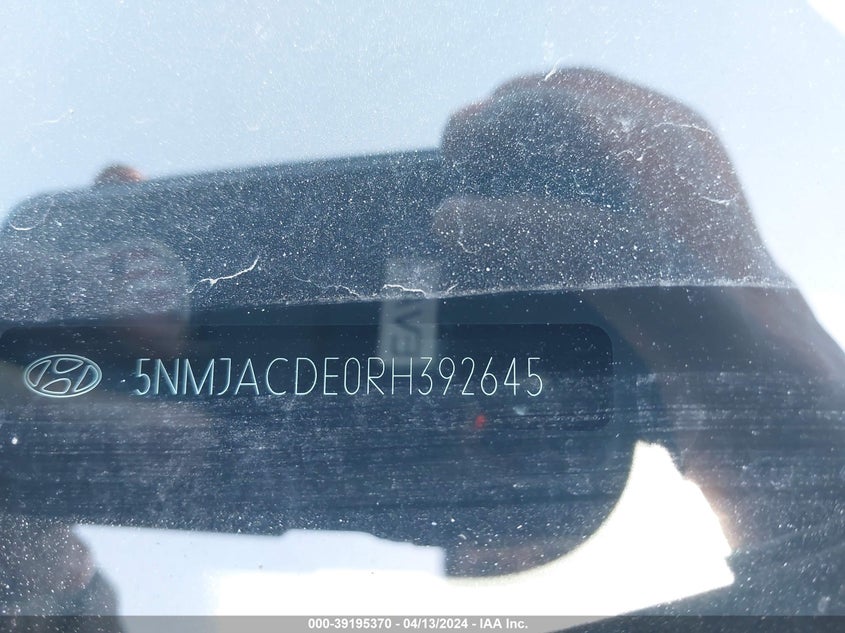 5NMJACDE0RH392645
000-39195370 - 04/13/2024 - IAA Inc.